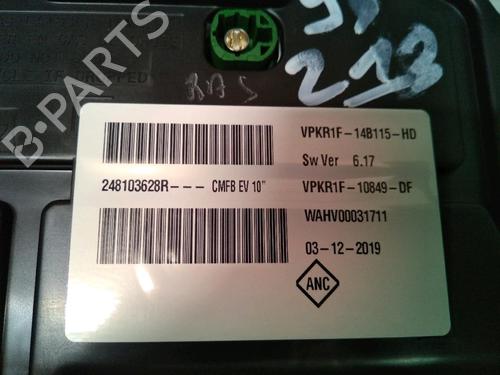 VPKR1F-14B115-HD
Sw Ver 6.17
248103628R--- CMFB EV 10"
VPKR1F-10849-DF
WAHV00031711
03-12-2019
ANC
B-PARTS